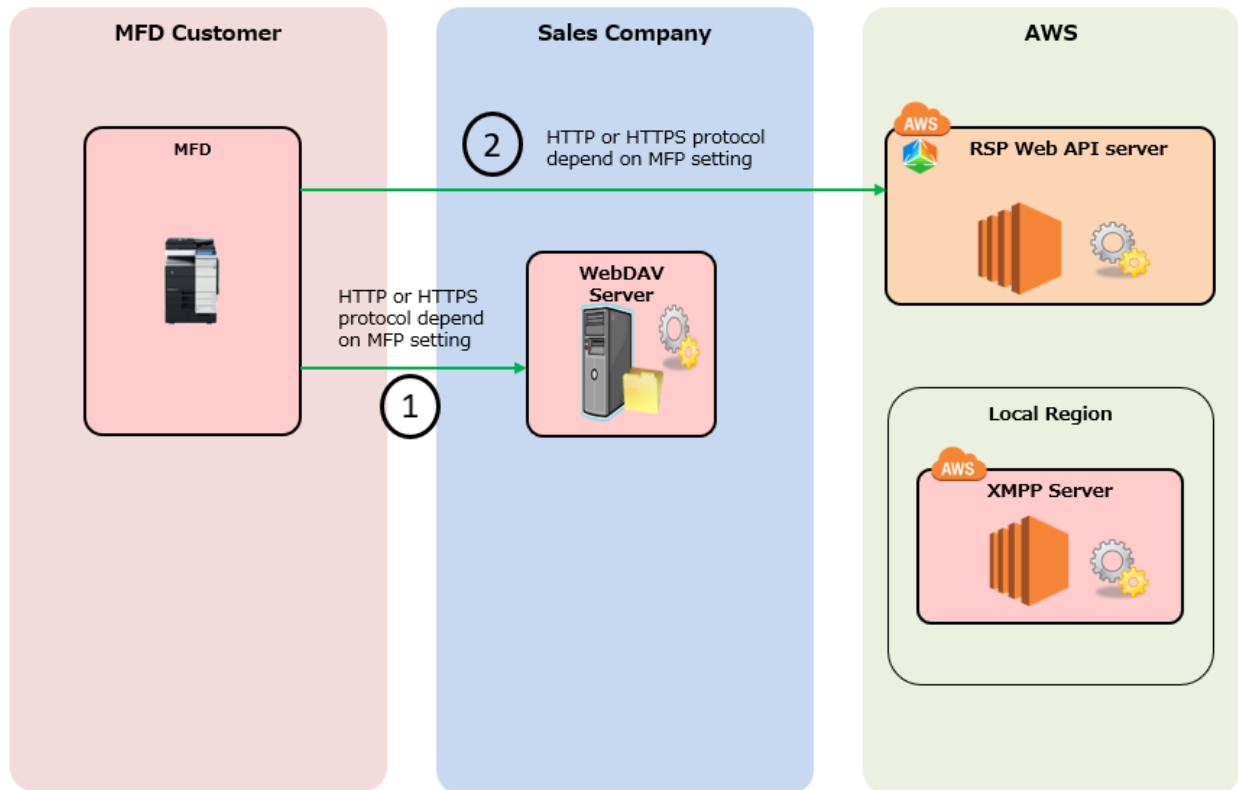 MFD Customer
Sales Company
AWS
MFD
2
HTTP or HTTPS protocol
depend on MFP setting
AWS
RSP Web API server
HTTP or HTTPS
protocol depend
on MFP setting
1
WebDAV
Server
Local Region
AWS
XMPP Server